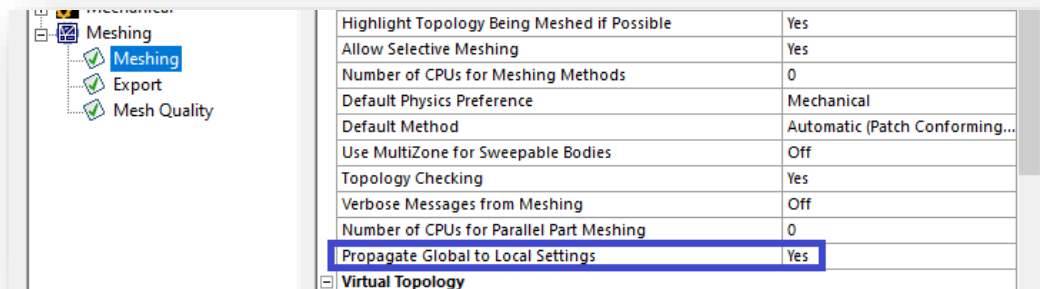 Mechanical
Meshing
Meshing
Export
Mesh Quality
Highlight Topology Being Meshed if Possible Yes
Allow Selective Meshing Yes
Number of CPUs for Meshing Methods 0
Default Physics Preference Mechanical
Default Method Automatic (Patch Conforming...
Use MultiZone for Sweepable Bodies Off
Topology Checking Yes
Verbose Messages from Meshing Off
Number of CPUs for Parallel Part Meshing 0
Propagate Global to Local Settings Yes
Virtual Topology